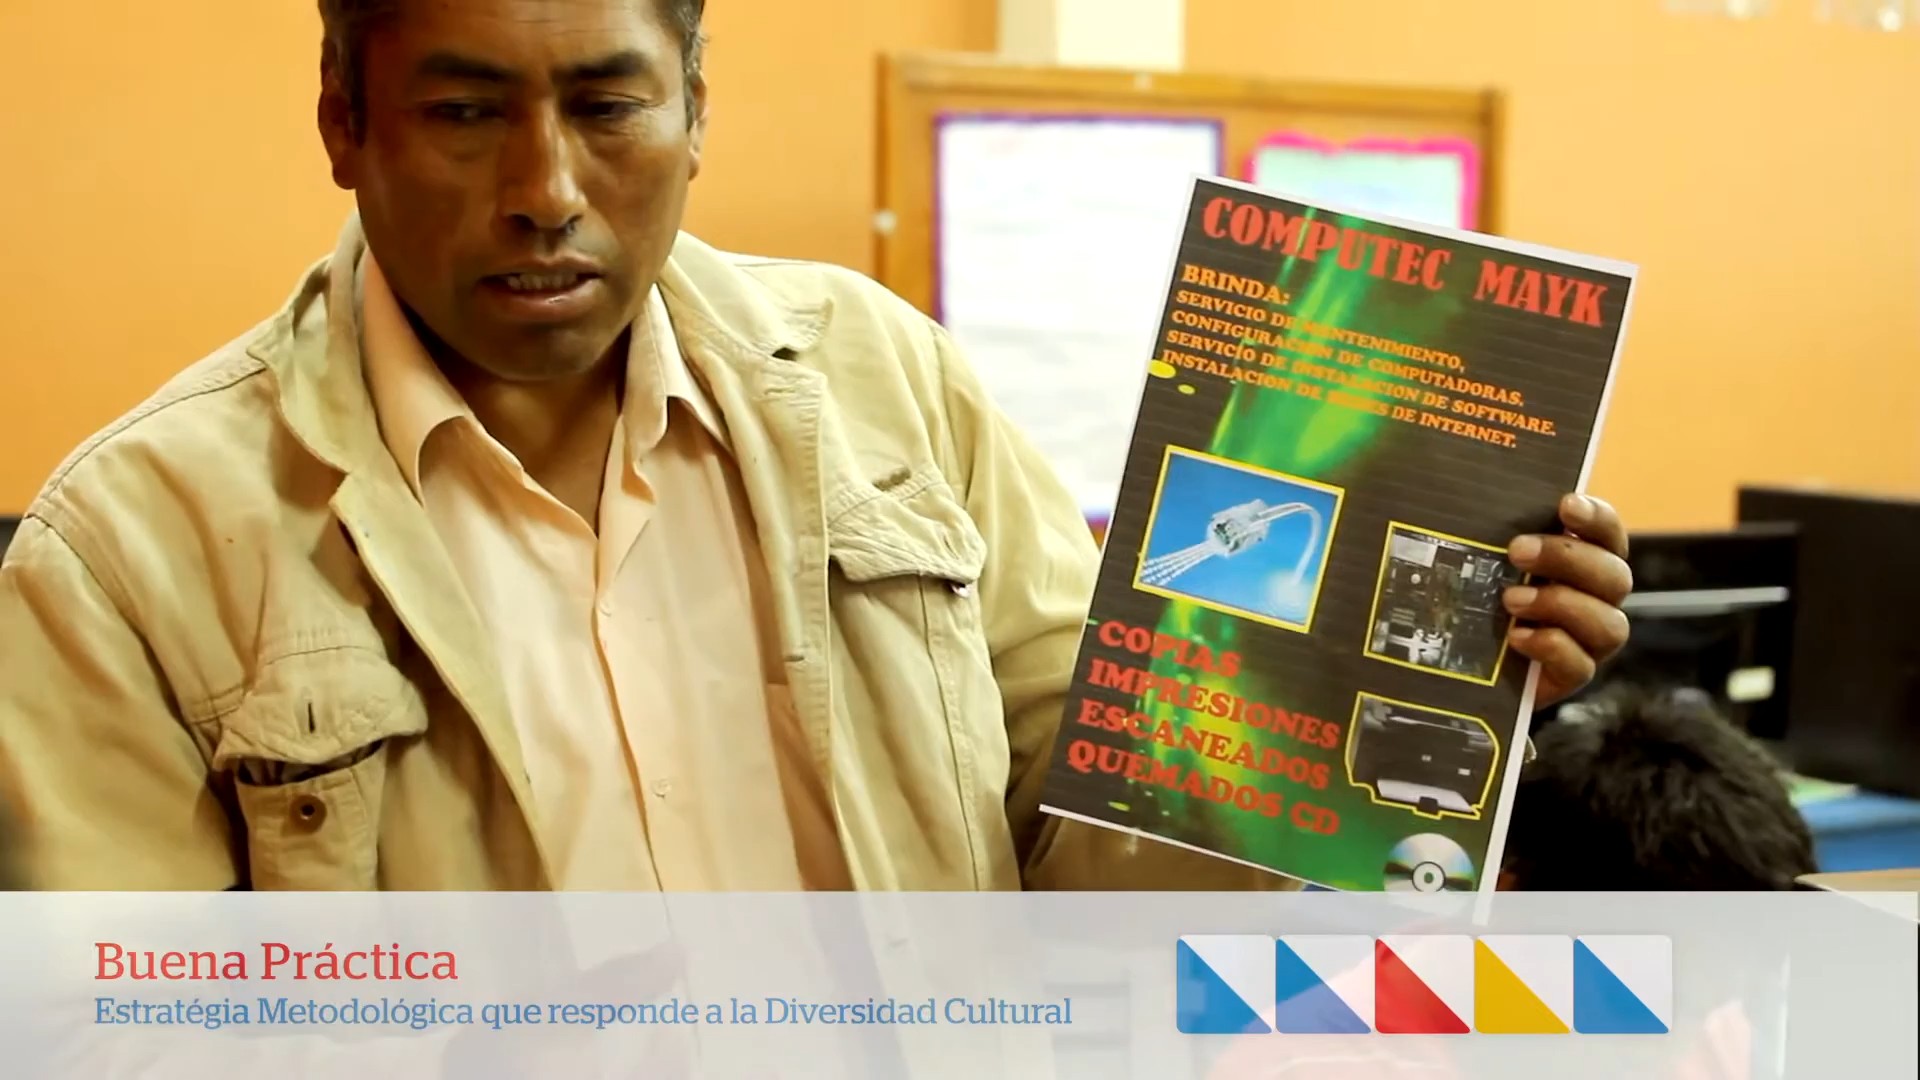 COMPUTEC MAYK
BRINDA:
SERVICIO DE MANTENIMIENTO,
CONFIGURACION DE COMPUTADORAS.
SERVICIO DE INSTALACION DE SOFTWARE.
INSTALACION DE REDES DE INTERNET.
COPIAS
IMPRESIONES
ESCANEADOS
QUEMADOS CD
Buena Práctica
Estratégia Metodológica que responde a la Diversidad Cultural